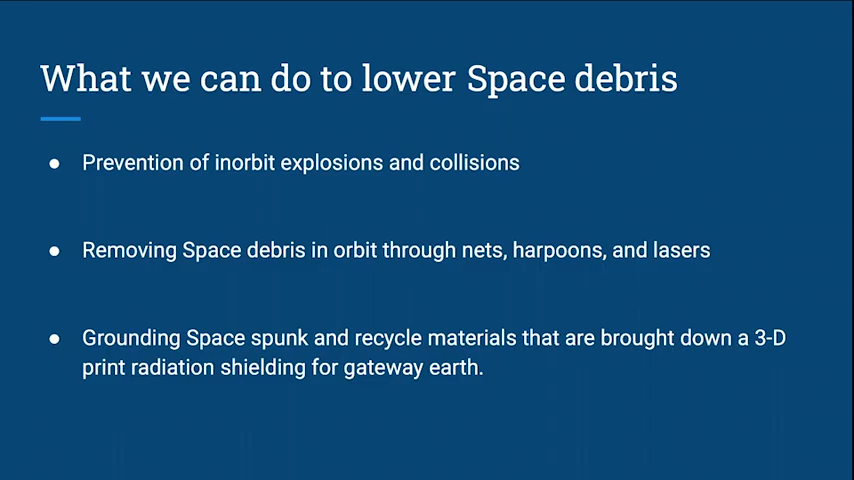 What we can do to lower Space debris
● Prevention of inorbit explosions and collisions
● Removing Space debris in orbit through nets, harpoons, and lasers
● Grounding Space spunk and recycle materials that are brought down a 3-D
print radiation shielding for gateway earth.